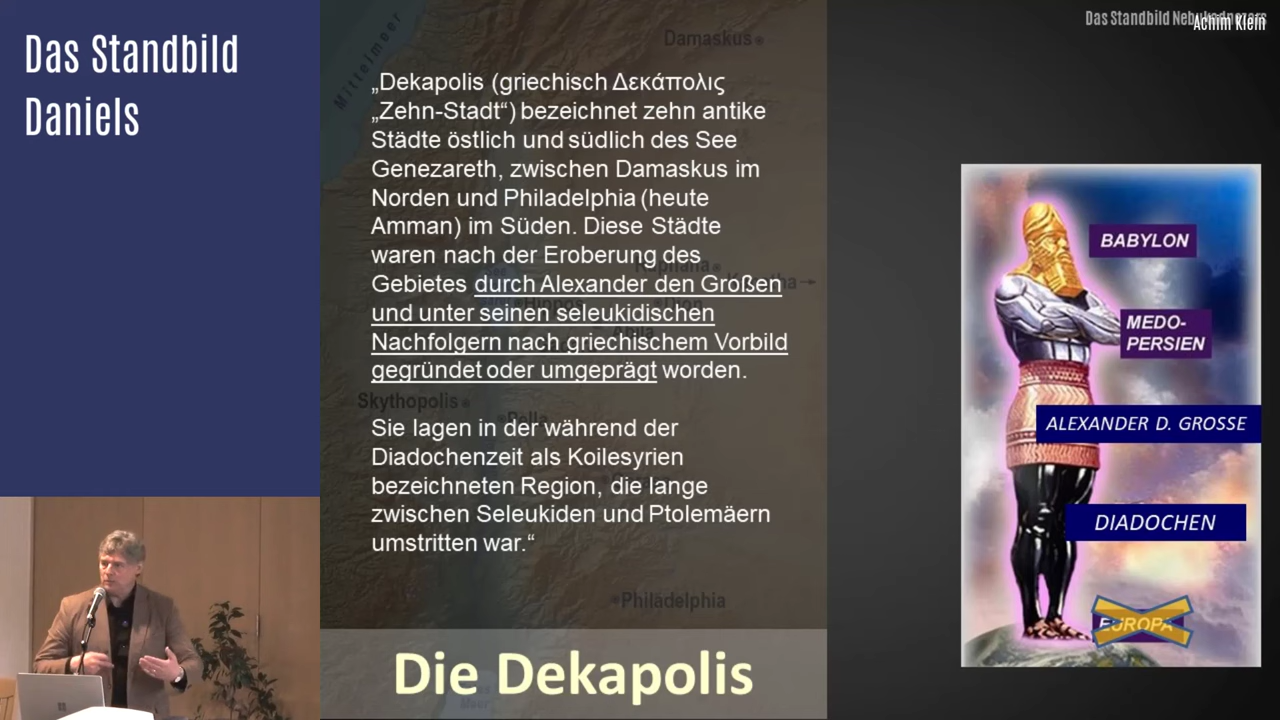 Das Standbild
Daniels
Das Standbild Nebukadnezars
Achim Klein
Damaskus
Mittelmeer
„Dekapolis (griechisch Δεκάπολις
„Zehn-Stadt“) bezeichnet zehn antike
Städte östlich und südlich des See
Genezareth, zwischen Damaskus im
Norden und Philadelphia (heute
Amman) im Süden. Diese Städte
waren nach der Eroberung des
Gebietes durch Alexander den Großen
und unter seinen seleukidischen
Nachfolgern nach griechischem Vorbild
gegründet oder umgeprägt worden.
Skythopolis
Pella
Sie lagen in der während der
Diadochenzeit als Koilesyrien
bezeichneten Region, die lange
zwischen Seleukiden und Ptolemäern
umstritten war.“
Philadelphia
Die Dekapolis
BABYLON
MEDO-
PERSIEN
ALEXANDER D. GROSSE
DIADOCHEN
EUROPA